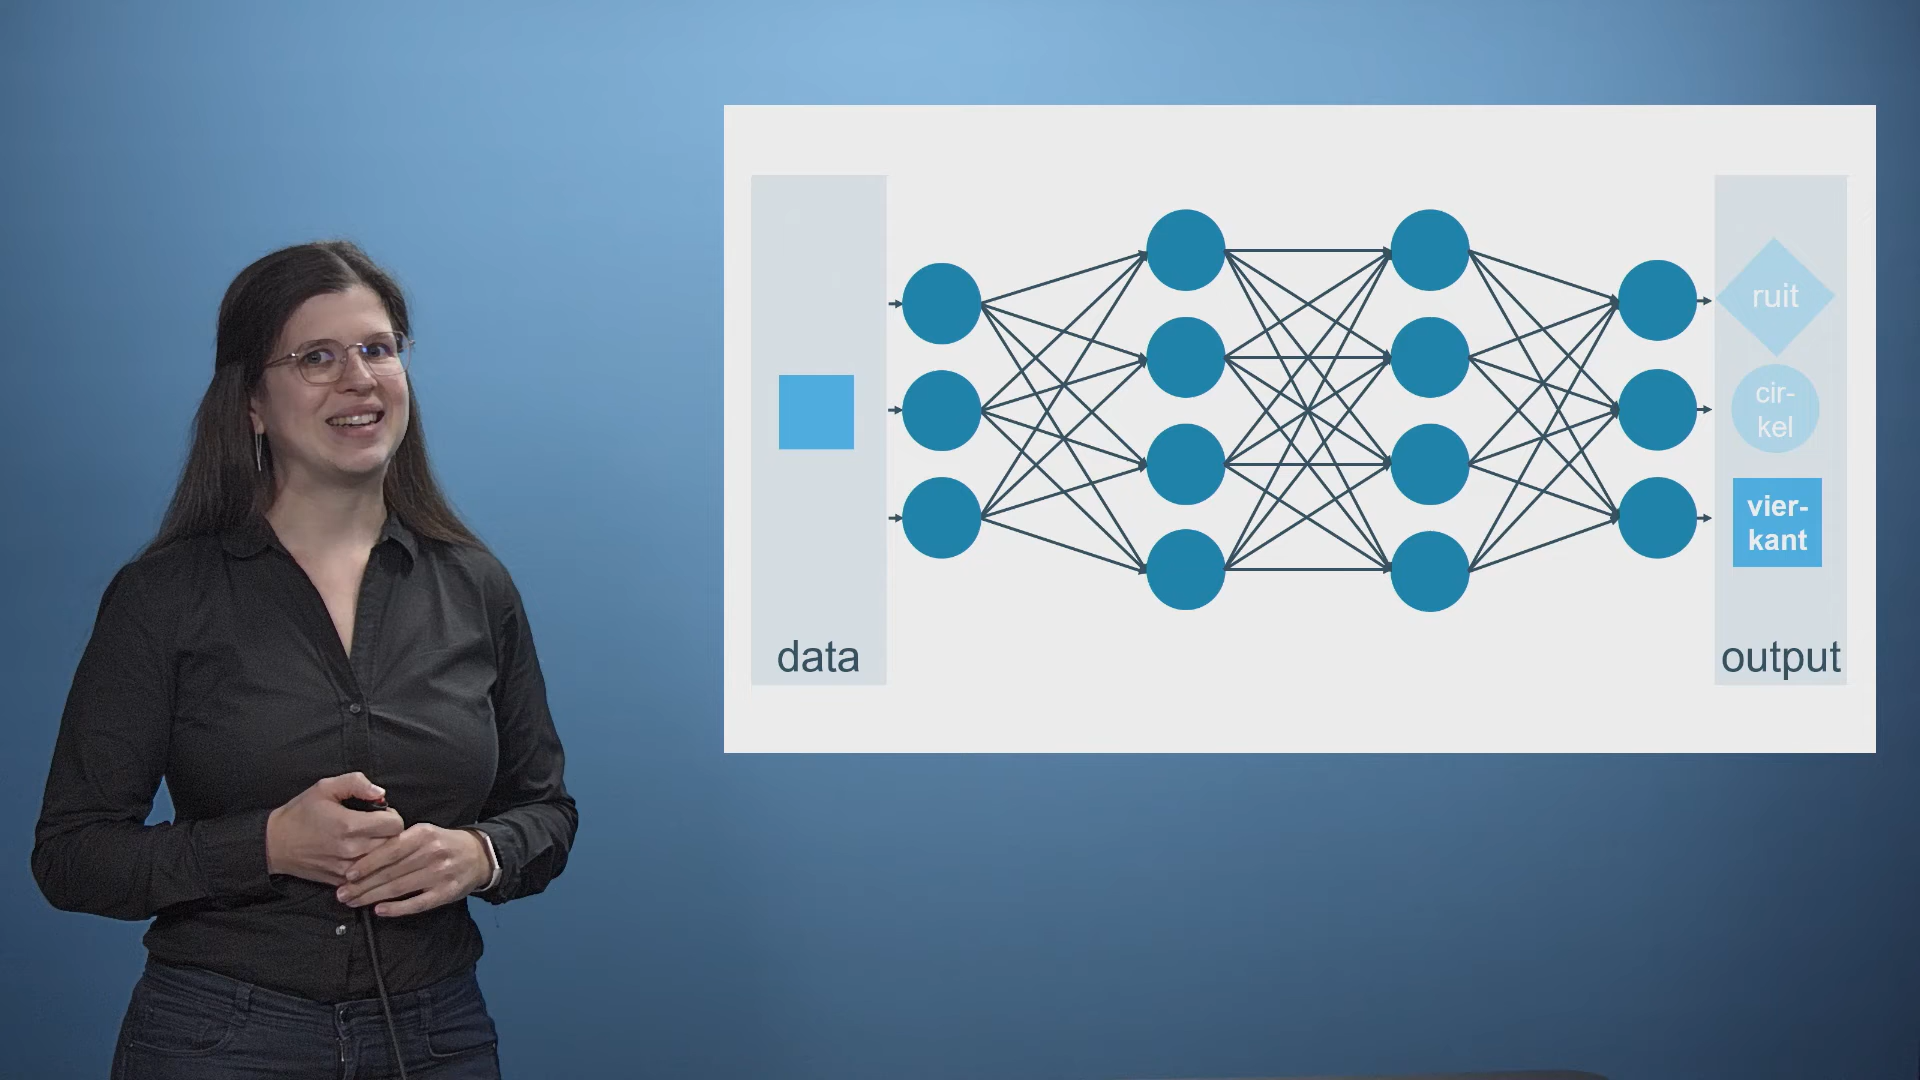 data
ruit
cir-
kel
vier-
kant
output